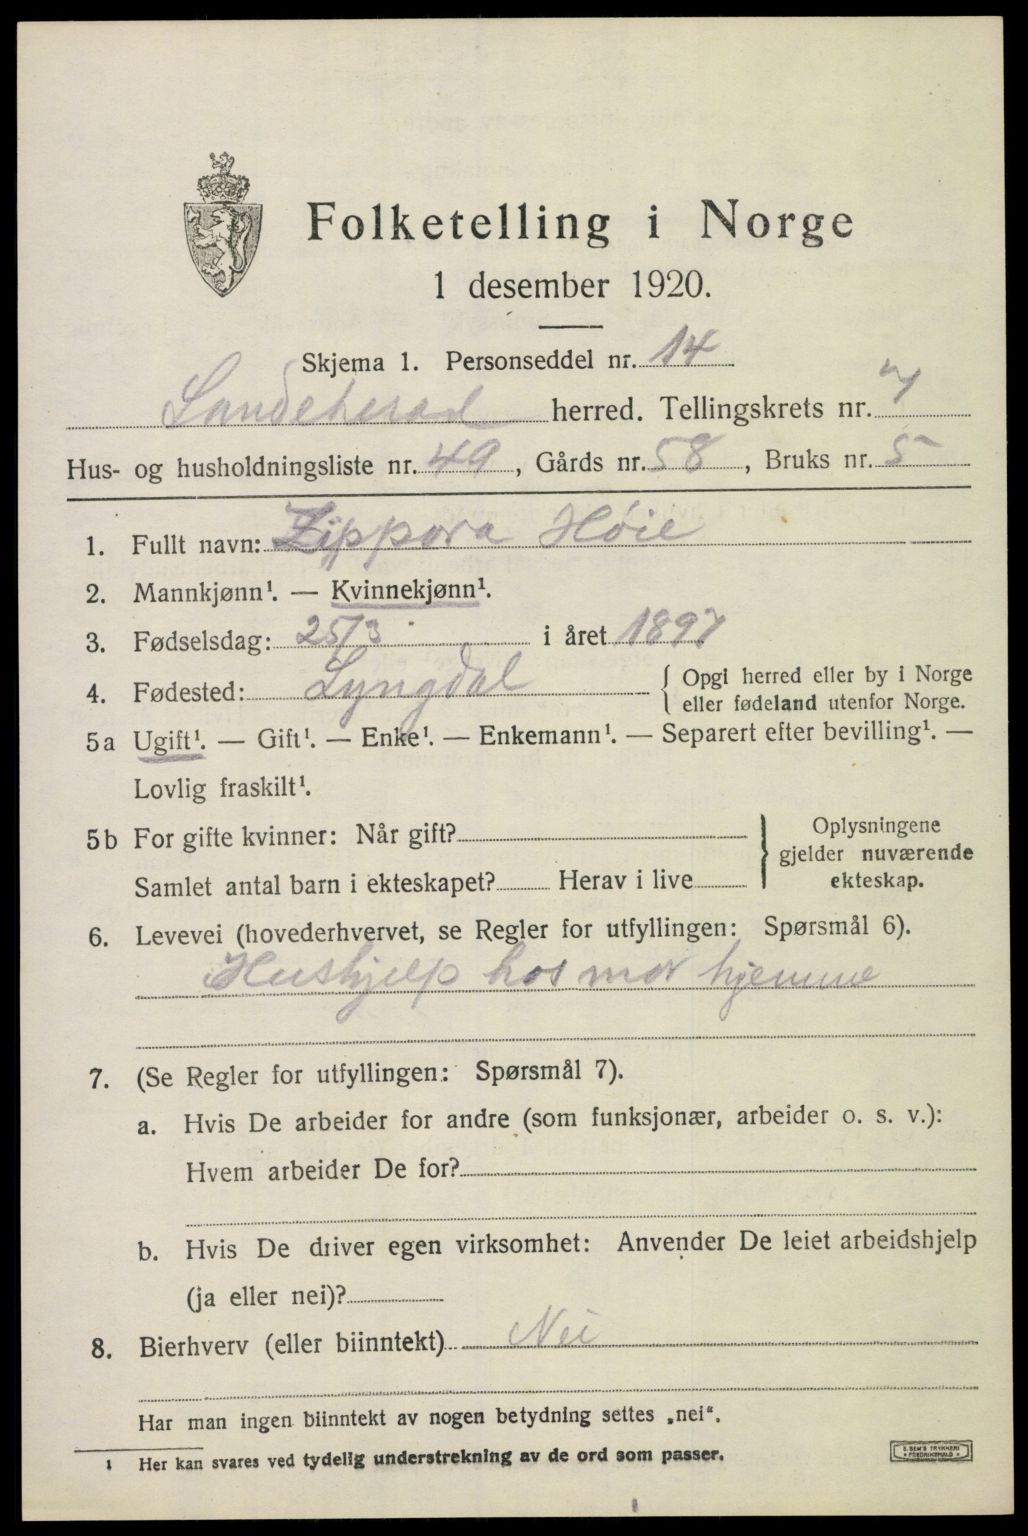 Folketelling i Norge
1 desember 1920.
Skjema 1. Personseddel nr. 14
Sandeherad herred. Tellingskrets nr. 7
Hus- og husholdningsliste nr. 49, Gårds nr. 58, Bruks nr. 5
1. Fullt navn: Zippora Høie
2. Mannkjønn¹. — Kvinnekjønn¹.
3. Fødselsdag: 25/3 i året 1897
4. Fødested: Lyngdal { Opgi herred eller by i Norge
eller fødeland utenfor Norge.
5a Ugift¹. — Gift¹. — Enke¹. — Enkemann¹. — Separert efter bevilling¹. —
Lovlig fraskilt¹.
5b For gifte kvinner: Når gift?
Samlet antal barn i ekteskapet? Herav i live
} Oplysningene
gjelder nuværende
ekteskap.
6. Levevei (hovederhvervet, se Regler for utfyllingen: Spørsmål 6).
Hushjelp hos mor hjemme
7. (Se Regler for utfyllingen: Spørsmål 7).
a. Hvis De arbeider for andre (som funksjonær, arbeider o. s. v.):
Hvem arbeider De for?
b. Hvis De driver egen virksomhet: Anvender De leiet arbeidshjelp
(ja eller nei)?
8. Bierhverv (eller biinntekt) Nei
Har man ingen biinntekt av nogen betydning settes „nei".
¹ Her kan svares ved tydelig understrekning av de ord som passer.
E. SEM'S TRYKKERI
FREDRIKSHALD